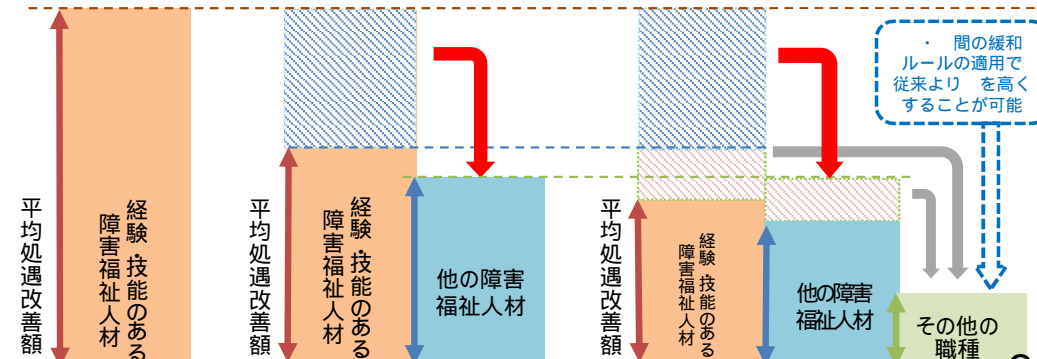 ・　間の緩和
ルールの適用で
従来より　を高く
することが可能
平均処遇改善額
経験・技能のある
障害福祉人材
平均処遇改善額
経験・技能のある
障害福祉人材
他の障害
福祉人材
平均処遇改善額
経験・技能のある
障害福祉人材
他の障害
福祉人材
その他の
職種